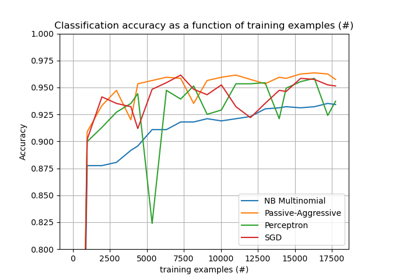 Classification accuracy as a function of training examples (#)
1.000
0.975
0.950
0.925
0.900
0.875
0.850
0.825
0.800
Accuracy
NB Multinomial
Passive-Aggressive
Perceptron
SGD
0 2500 5000 7500 10000 12500 15000 17500
training examples (#)